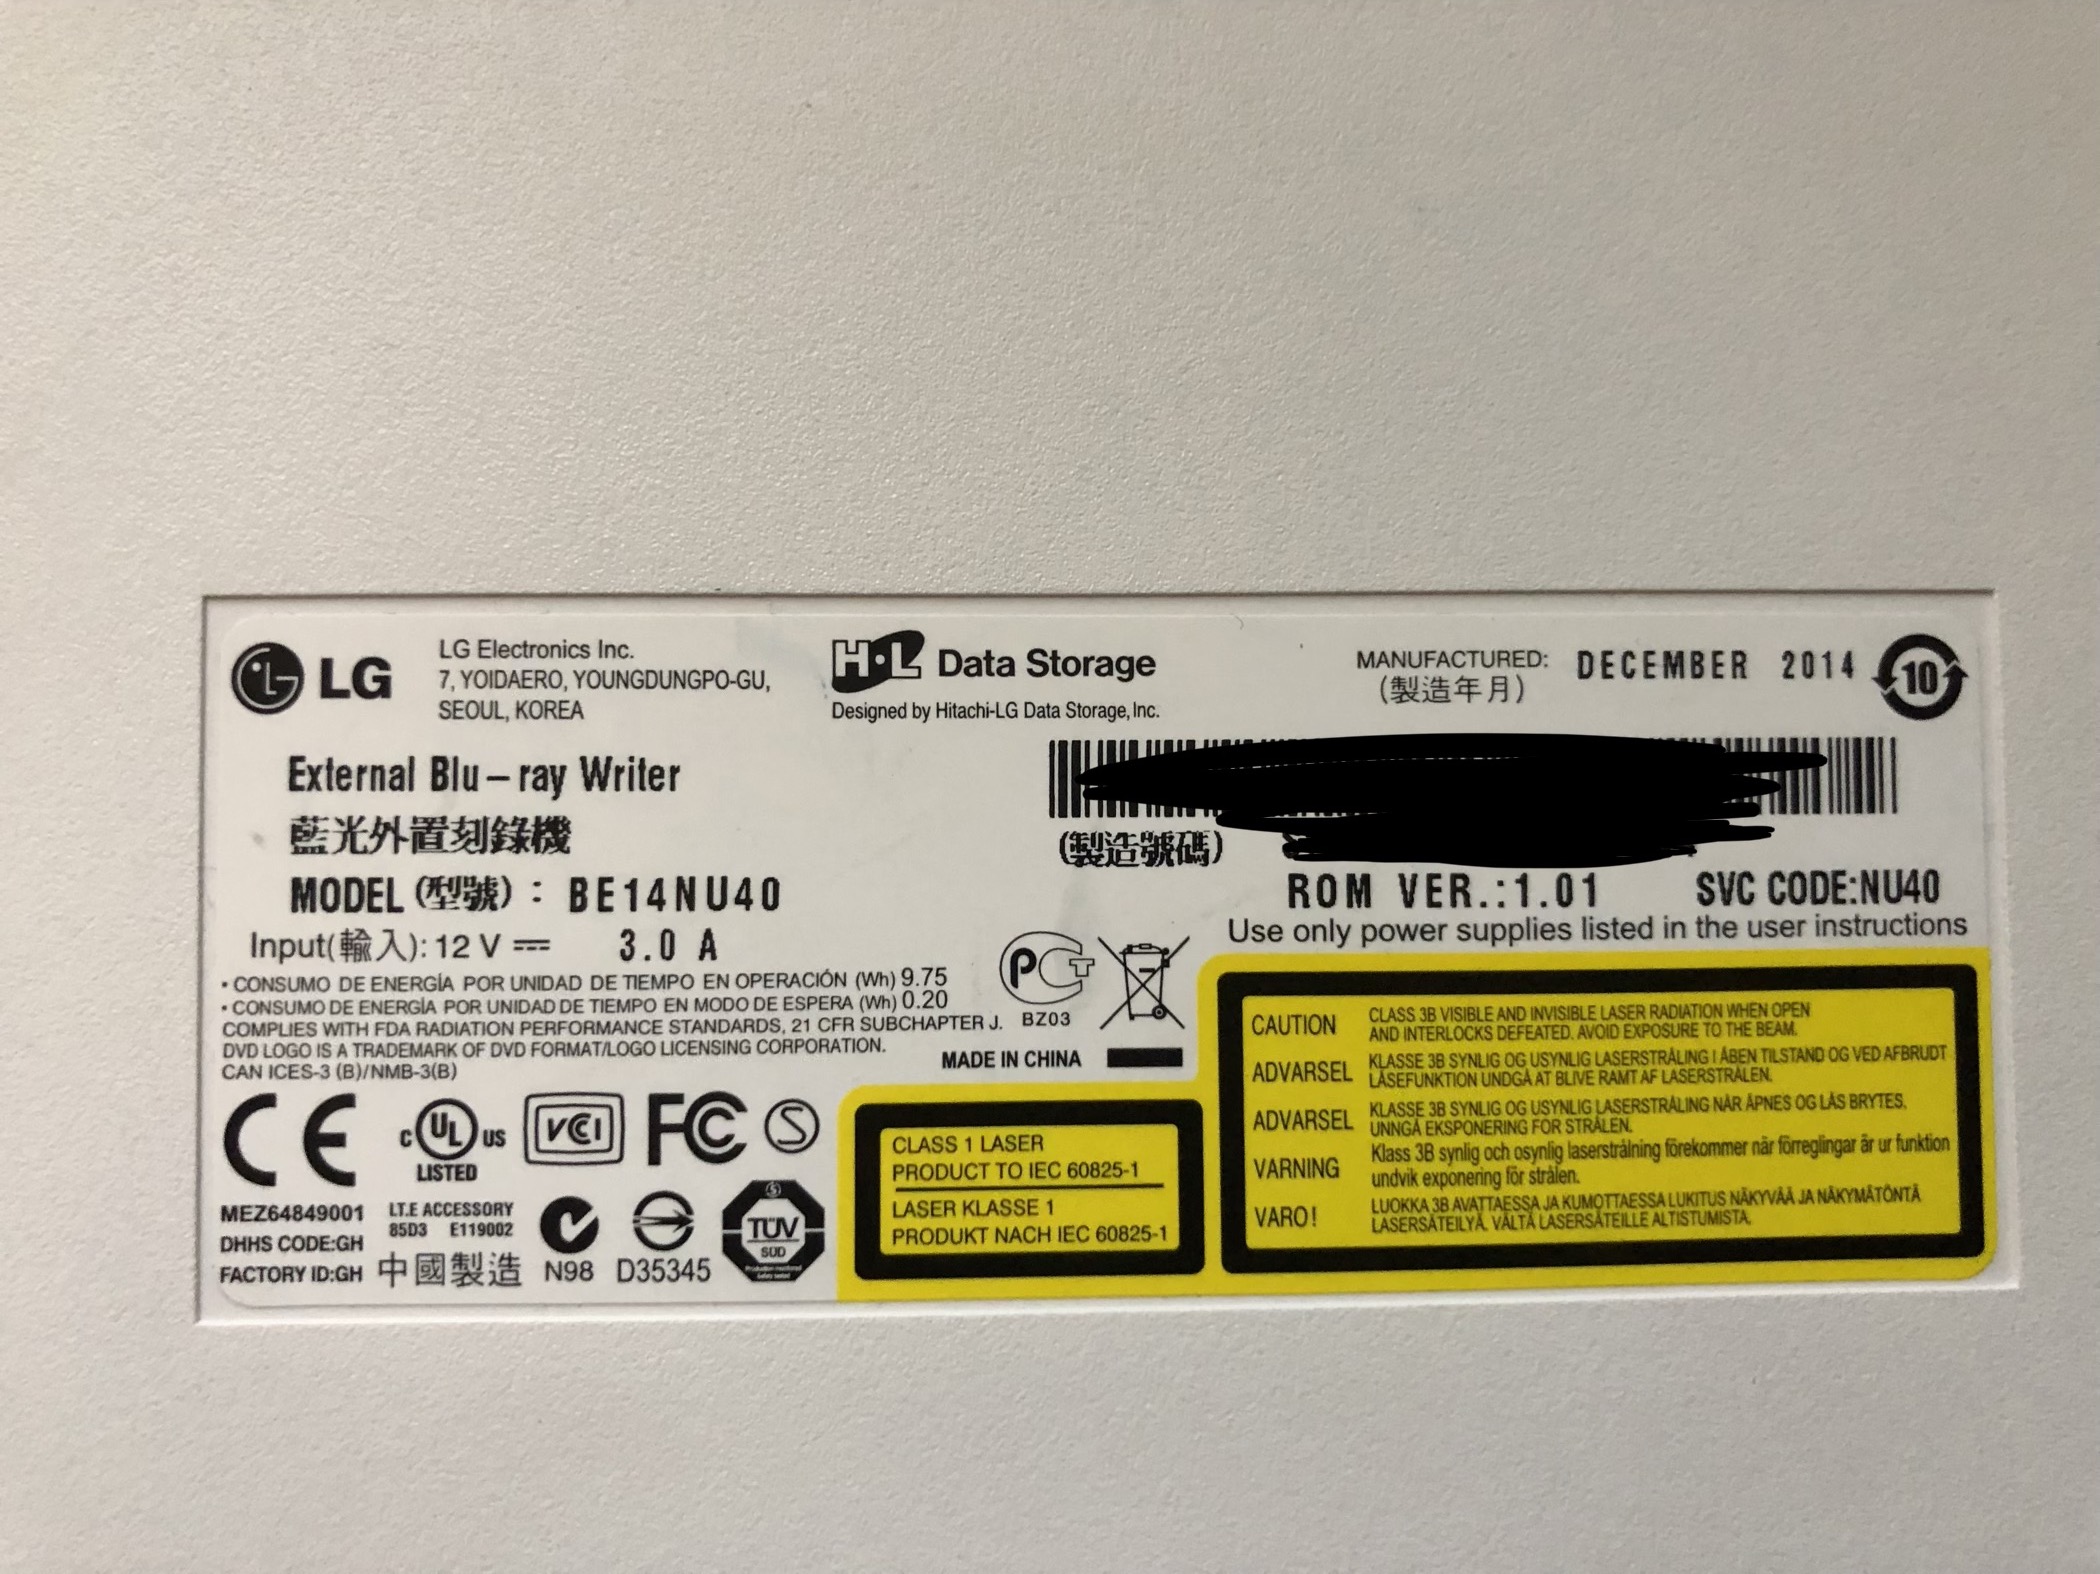 LG
LG Electronics Inc.
7, YOIDAERO, YOUNGDUNGPO-GU,
SEOUL, KOREA
H·L Data Storage
Designed by Hitachi-LG Data Storage, Inc.
MANUFACTURED: DECEMBER 2014
(製造年月)
10
External Blu-ray Writer
藍光外置刻錄機
(製造號碼)
MODEL (型號) : BE14NU40
ROM VER.:1.01 SVC CODE:NU40
Input(輸入): 12 V ⎓ 3.0 A
Use only power supplies listed in the user instructions
• CONSUMO DE ENERGÍA POR UNIDAD DE TIEMPO EN OPERACIÓN (Wh) 9.75
• CONSUMO DE ENERGÍA POR UNIDAD DE TIEMPO EN MODO DE ESPERA (Wh) 0.20
COMPLIES WITH FDA RADIATION PERFORMANCE STANDARDS, 21 CFR SUBCHAPTER J.
DVD LOGO IS A TRADEMARK OF DVD FORMAT/LOGO LICENSING CORPORATION.
CAN ICES-3 (B)/NMB-3(B)
PCT
BZ03
MADE IN CHINA
CE
C UL US
LISTED
VCI
FC
S
MEZ64849001
DHHS CODE:GH
FACTORY ID:GH
I.T.E ACCESSORY
85D3 E119002
中國製造
N98
D35345
TÜV
SÜD
Production monitored
Safety tested
CLASS 1 LASER
PRODUCT TO IEC 60825-1
LASER KLASSE 1
PRODUKT NACH IEC 60825-1
CAUTION CLASS 3B VISIBLE AND INVISIBLE LASER RADIATION WHEN OPEN
AND INTERLOCKS DEFEATED. AVOID EXPOSURE TO THE BEAM.
ADVARSEL KLASSE 3B SYNLIG OG USYNLIG LASERSTRÅLING I ÅBEN TILSTAND OG VED AFBRUDT
LÅSEFUNKTION UNDGÅ AT BLIVE RAMT AF LASERSTRÅLEN.
ADVARSEL KLASSE 3B SYNLIG OG USYNLIG LASERSTRÅLING NÅR ÅPNES OG LÅS BRYTES,
UNNGÅ EKSPONERING FOR STRÅLEN.
VARNING Klass 3B synlig och osynlig laserstrålning förekommer när förreglingar är ur funktion
undvik exponering för strålen.
VARO! LUOKKA 3B AVATTAESSA JA KUMOTTAESSA LUKITUS NÄKYVÄÄ JA NÄKYMÄTÖNTÄ
LASERSÄTEILYÄ, VÄLTÄ LASERSÄTEILLE ALTISTUMISTA.